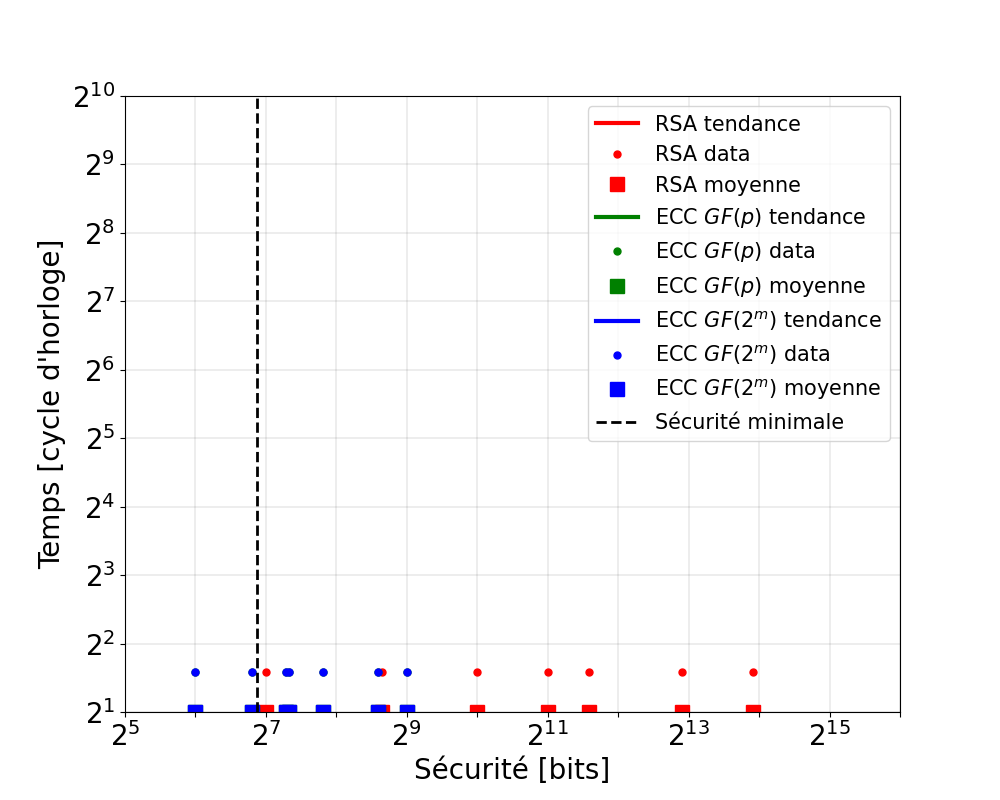 2^10
2^9
2^8
2^7
2^6
2^5
2^4
2^3
2^2
2^1
Temps [cycle d'horloge]
RSA tendance
RSA data
RSA moyenne
ECC GF(p) tendance
ECC GF(p) data
ECC GF(p) moyenne
ECC GF(2^m) tendance
ECC GF(2^m) data
ECC GF(2^m) moyenne
Sécurité minimale
2^5 2^7 2^9 2^11 2^13 2^15
Sécurité [bits]